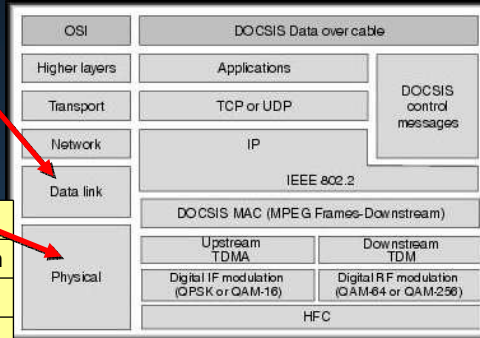 OSI DOCSIS Data over cable
Higher layers Applications
DOCSIS
control
messages
Transport TCP or UDP
Network IP
IEEE 802.2
Data link
DOCSIS MAC (MPEG Frames-Downstream)
Physical
Upstream
TDMA
Downstream
TDM
Digital IF modulation
(QPSK or QAM-16)
Digital RF modulation
(QAM-64 or QAM-256)
HFC